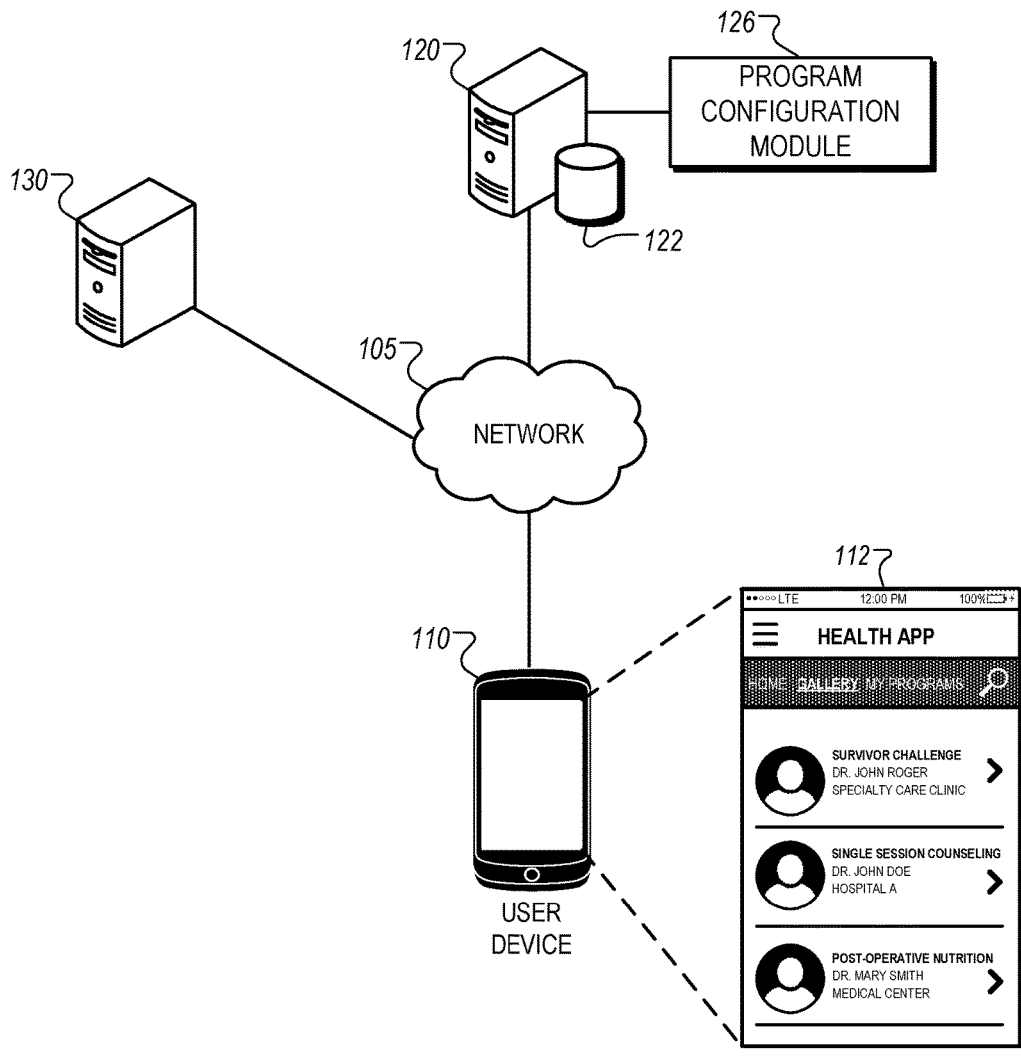 126
120
PROGRAM
CONFIGURATION
MODULE
130
122
105
NETWORK
112
LTE 12:00 PM 100%
110
HEALTH APP
HOME GALLERY MY PROGRAMS
SURVIVOR CHALLENGE
DR. JOHN ROGER
SPECIALTY CARE CLINIC
SINGLE SESSION COUNSELING
DR. JOHN DOE
HOSPITAL A
USER
DEVICE
POST-OPERATIVE NUTRITION
DR. MARY SMITH
MEDICAL CENTER